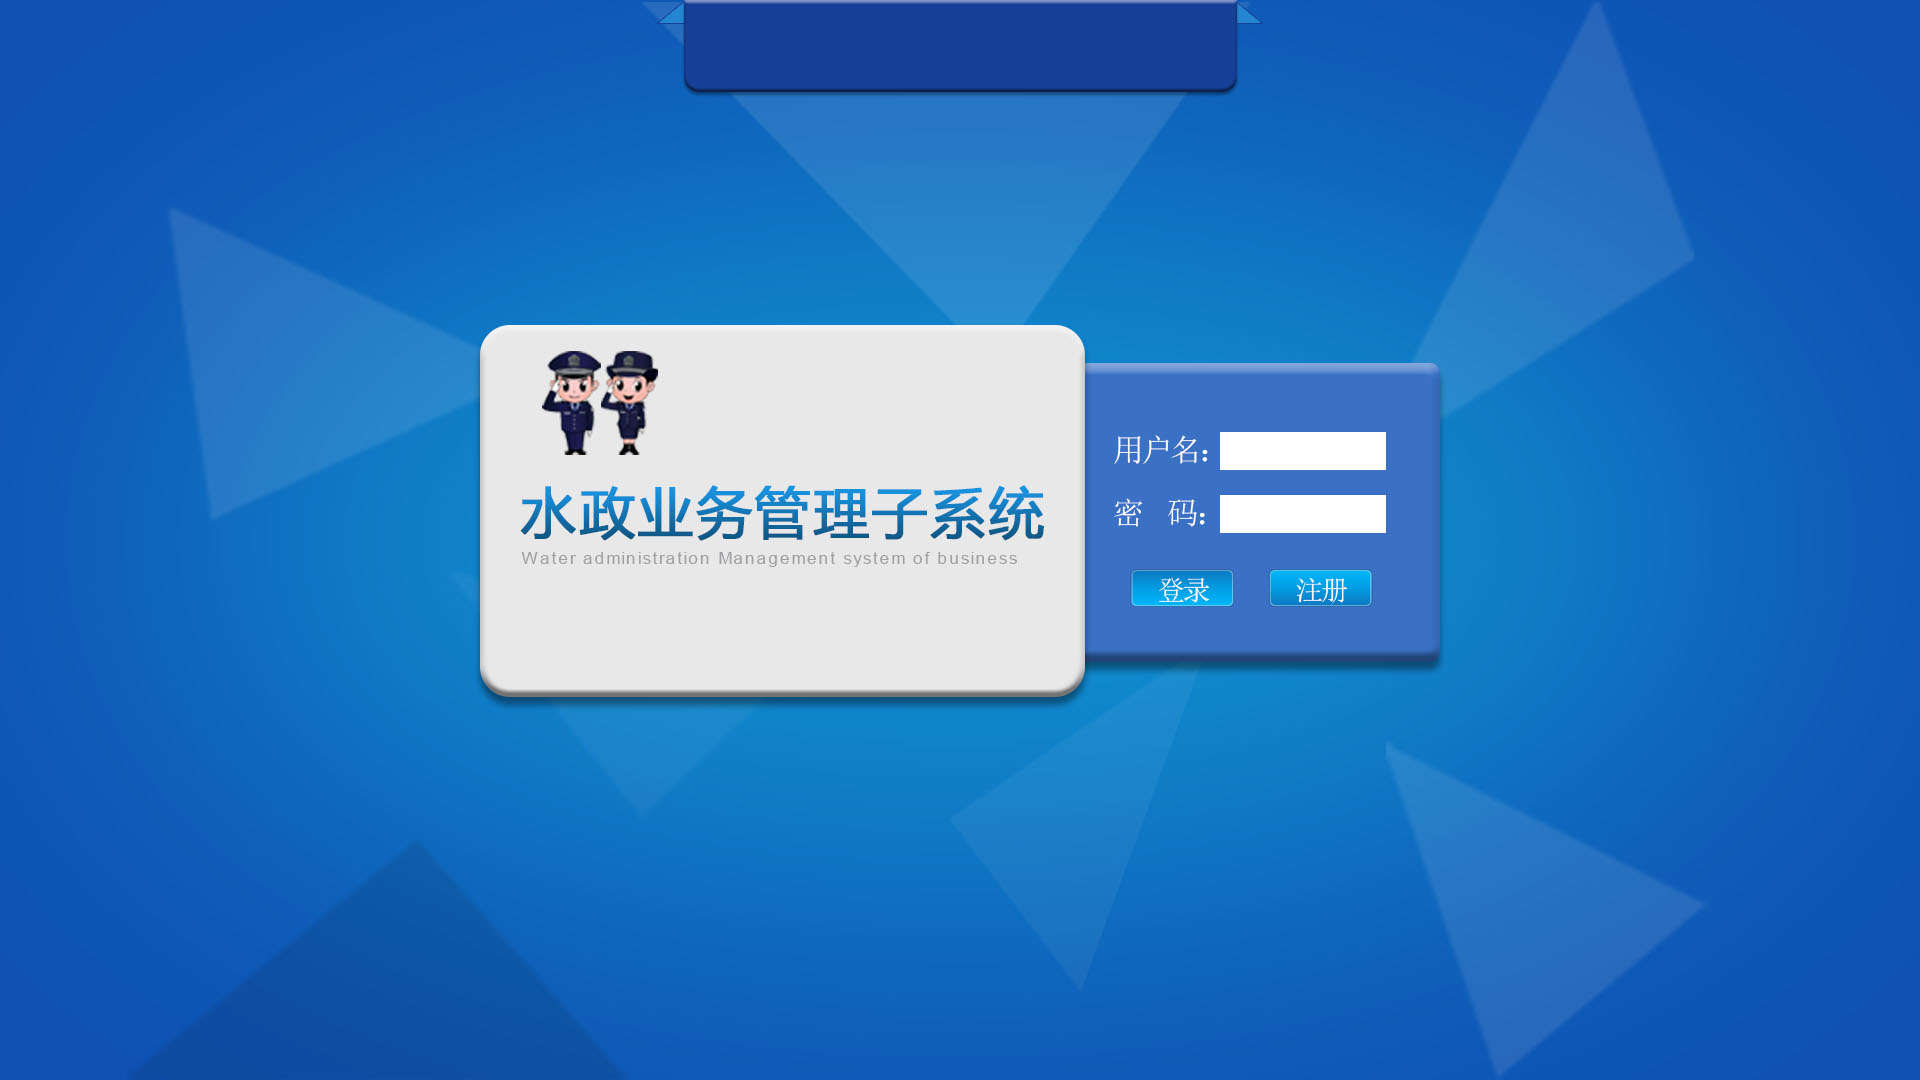 水政业务管理子系统
Water administration Management system of business
用户名:
密 码:
登录 注册